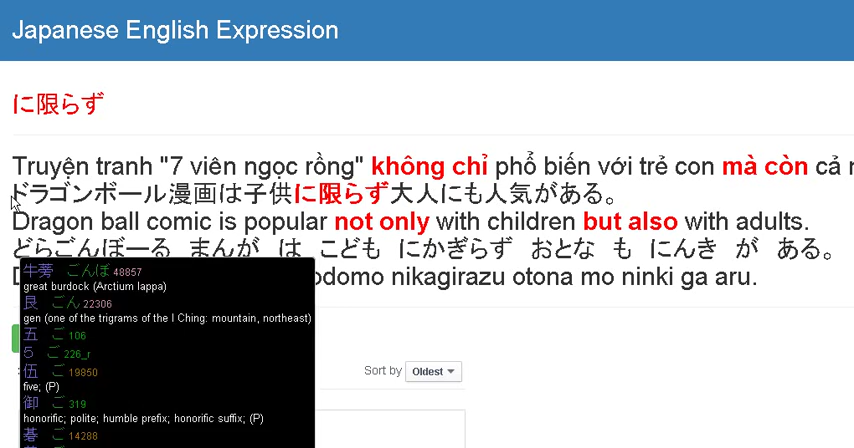 Japanese English Expression
に限らず
Truyện tranh "7 viên ngọc rồng" không chỉ phổ biến với trẻ con mà còn cả
ドラゴンボール漫画は子供に限らず大人にも人気がある。
Dragon ball comic is popular not only with children but also with adults.
どらごんぼーる まんが は こども にかぎらず おとな も にんき が ある。
odomo nikagirazu otona mo ninki ga aru.
牛蒡 ごんぼ 48857
great burdock (Arctium lappa)
艮 ごん 22306
gen (one of the trigrams of the I Ching: mountain, northeast)
五 ご 106
５ ご 226_r
伍 ご 19850
five; (P)
御 ご 319
honorific; polite; humble prefix; honorific suffix; (P)
碁 ご 14288
Sort by Oldest